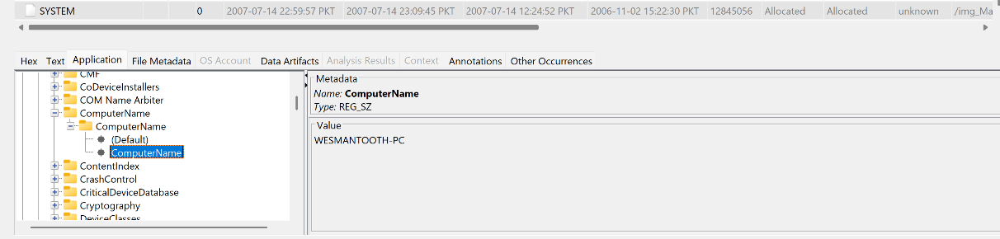 SYSTEM 0 2007-07-14 22:59:57 PKT 2007-07-14 23:09:45 PKT 2007-07-14 12:24:52 PKT 2006-11-02 15:22:30 PKT 12845056 Allocated Allocated unknown /img_Ma
Hex Text Application File Metadata OS Account Data Artifacts Analysis Results Context Annotations Other Occurrences
CMF
CoDeviceInstallers
COM Name Arbiter
ComputerName
ComputerName
(Default)
ComputerName
ContentIndex
CrashControl
CriticalDeviceDatabase
Cryptography
DeviceClasses
Metadata
Name: ComputerName
Type: REG_SZ
Value
WESMANTOOTH-PC